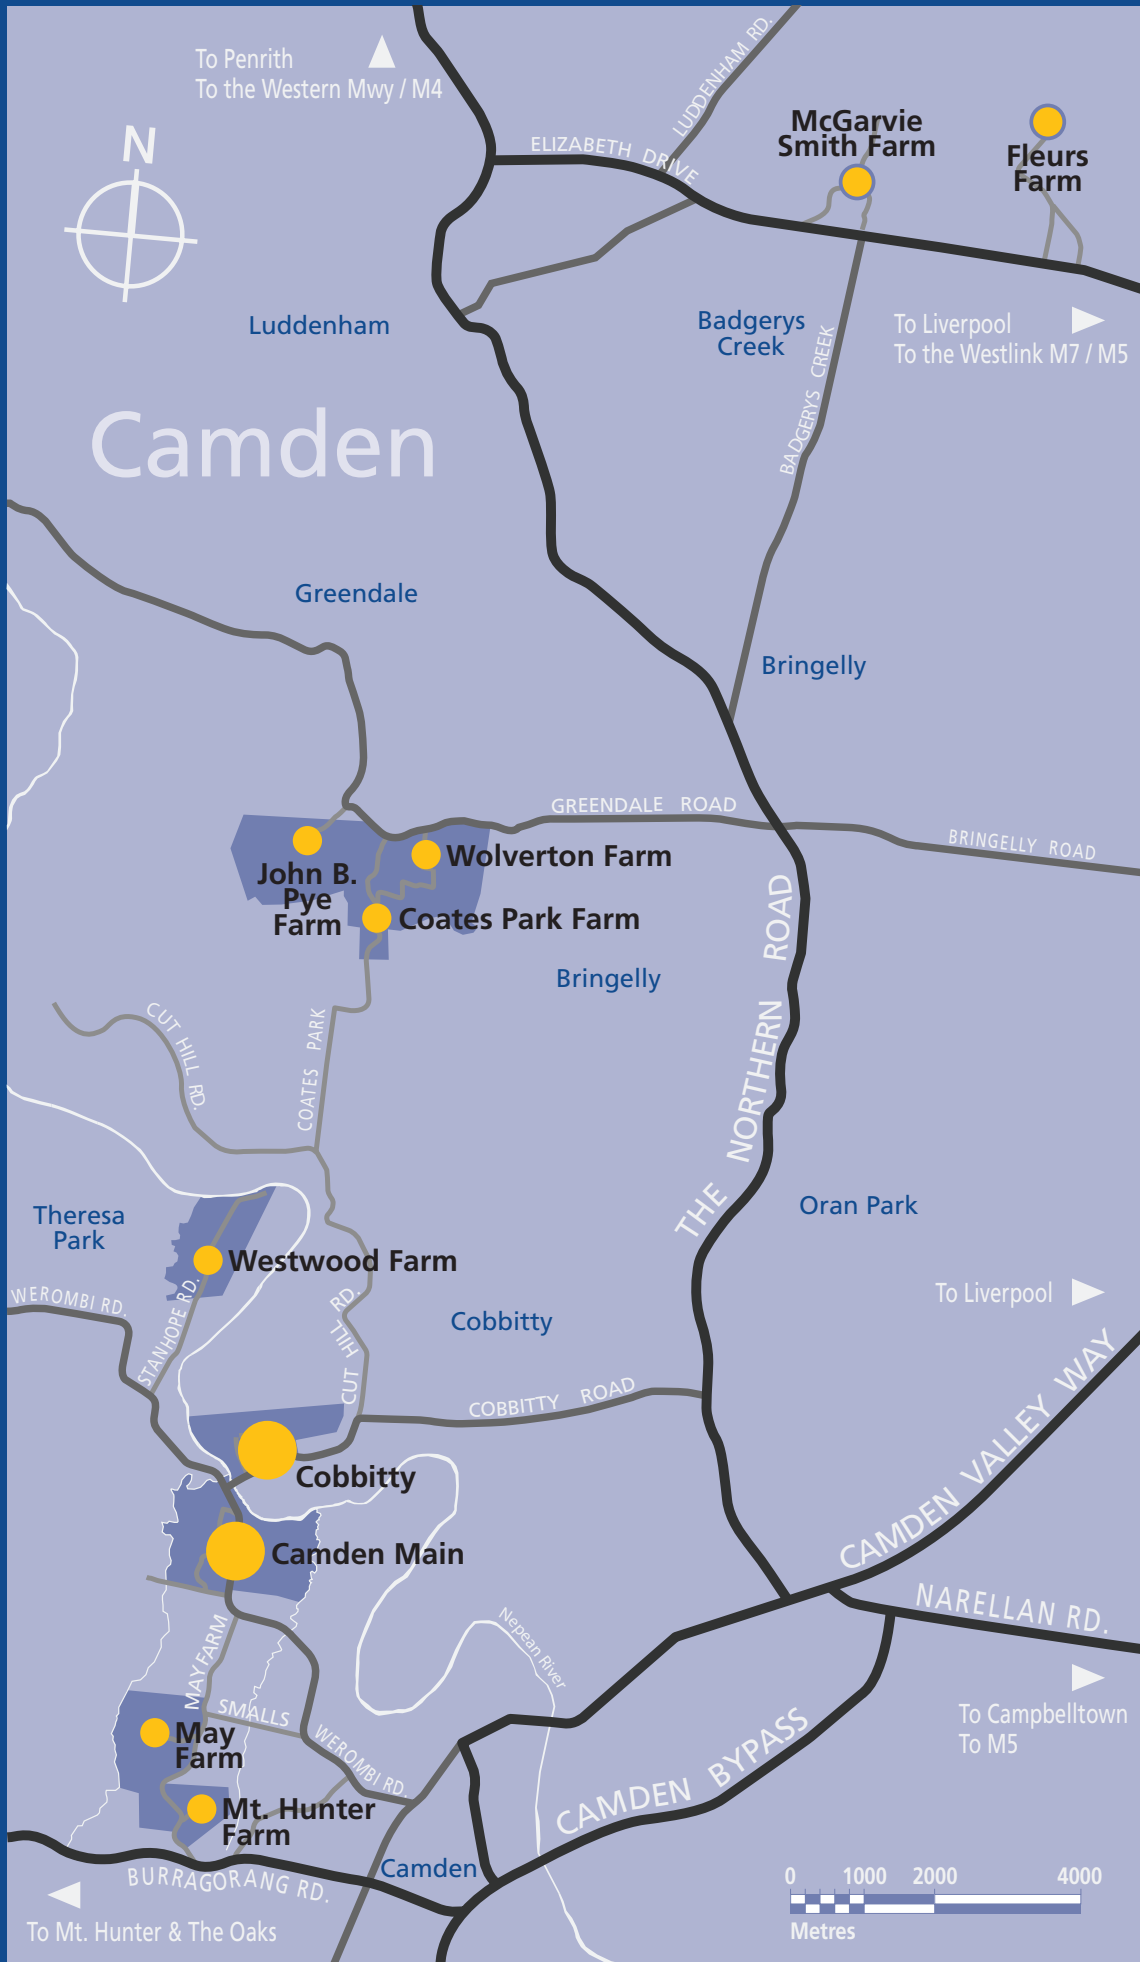 To Penrith
To the Western Mwy / M4
LUDDENHAM RD.
N
ELIZABETH DRIVE
McGarvie
Smith Farm
Fleurs
Farm
Luddenham
Badgerys
Creek
To Liverpool
To the Westlink M7 / M5
BADGERYS CREEK
Camden
Greendale
Bringelly
GREENDALE ROAD
BRINGELLY ROAD
John B.
Pye
Farm
Wolverton Farm
Coates Park Farm
Bringelly
THE NORTHERN ROAD
CUT HILL RD.
COATES PARK
Theresa
Park
Oran Park
Westwood Farm
WEROMBI RD.
STANHOPE RD.
CUT HILL RD.
Cobbitty
To Liverpool
COBBITTY ROAD
CAMDEN VALLEY WAY
Cobbitty
Camden Main
NARELLAN RD.
Nepean River
MAY FARM
SMALLS
WEROMBI RD.
To Campbelltown
To M5
May
Farm
CAMDEN BYPASS
Mt. Hunter
Farm
Camden
BURRAGORANG RD.
To Mt. Hunter & The Oaks
0 1000 2000 4000
Metres